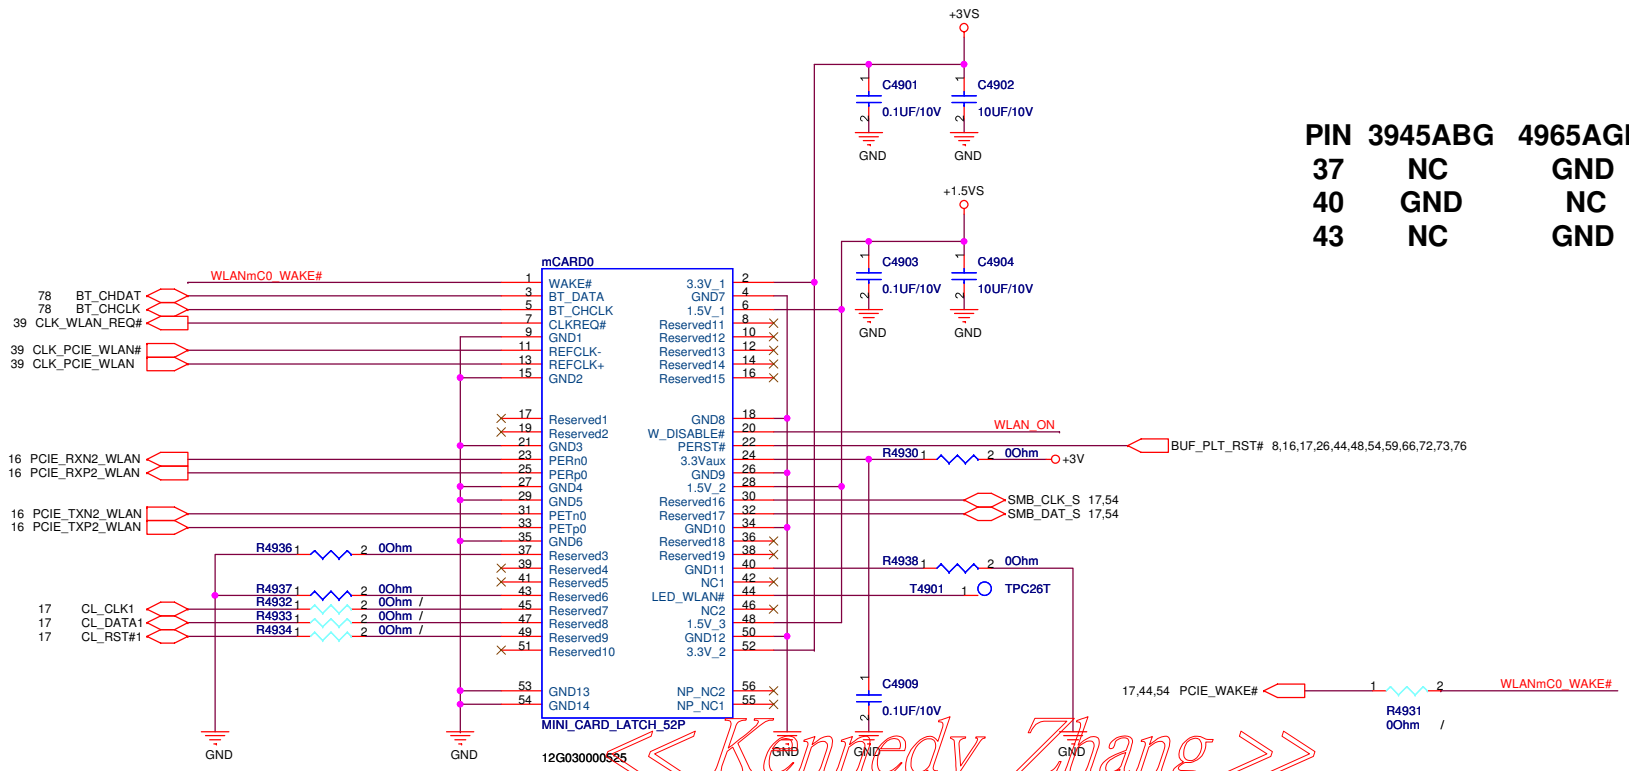 +3VS
1 C4901 1 C4902
0.1UF/10V 10UF/10V
2 2
GND GND
PIN 3945ABG
37 NC GND
40 GND NC
43 NC GND
+1.5VS
1 C4903 1 C4904
0.1UF/10V 10UF/10V
2 2
GND GND
mCARD0
WLANmC0_WAKE# 1 WAKE# 3.3V_1 2
78 BT_CHDAT 3 BT_DATA GND7 4
78 BT_CHCLK 5 BT_CHCLK 1.5V_1 6
39 CLK_WLAN_REQ# 7 CLKREQ# Reserved11 8
9 GND1 Reserved12 10
39 CLK_PCIE_WLAN# 11 REFCLK- Reserved13 12
39 CLK_PCIE_WLAN 13 REFCLK+ Reserved14 14
15 GND2 Reserved15 16
17 Reserved1 GND8 18
19 Reserved2 W_DISABLE# 20 WLAN_ON
21 GND3 PERST# 22 BUF_PLT_RST# 8,16,17,26,44,48,54,59,66,72,73,76
16 PCIE_RXN2_WLAN 23 PERn0 3.3Vaux 24 R4930 1 2 0Ohm +3V
16 PCIE_RXP2_WLAN 25 PERp0 GND9 26
27 GND4 1.5V_2 28
29 GND5 Reserved16 30 SMB_CLK_S 17,54
16 PCIE_TXN2_WLAN 31 PETn0 Reserved17 32 SMB_DAT_S 17,54
16 PCIE_TXP2_WLAN 33 PETp0 GND10 34
35 GND6 Reserved18 36
R4936 1 2 0Ohm 37 Reserved3 Reserved19 38
39 Reserved4 GND11 40 R4938 1 2 0Ohm
41 Reserved5 NC1 42
R4937 1 2 0Ohm 43 Reserved6 LED_WLAN# 44 T4901 1 TPC26T
17 CL_CLK1 R4932 1 2 0Ohm / 45 Reserved7 NC2 46
17 CL_DATA1 R4933 1 2 0Ohm / 47 Reserved8 1.5V_3 48
17 CL_RST#1 R4934 1 2 0Ohm / 49 Reserved9 GND12 50
51 Reserved10 3.3V_2 52
53 GND13 NP_NC2 56
54 GND14 NP_NC1 55
MINI_CARD_LATCH_52P
12G030000525
1 C4909
0.1UF/10V
2
17,44,54 PCIE_WAKE# 1 2 WLANmC0_WAKE#
R4931
0Ohm /
GND GND GND GND GND
<< Kennedy Zhang >>